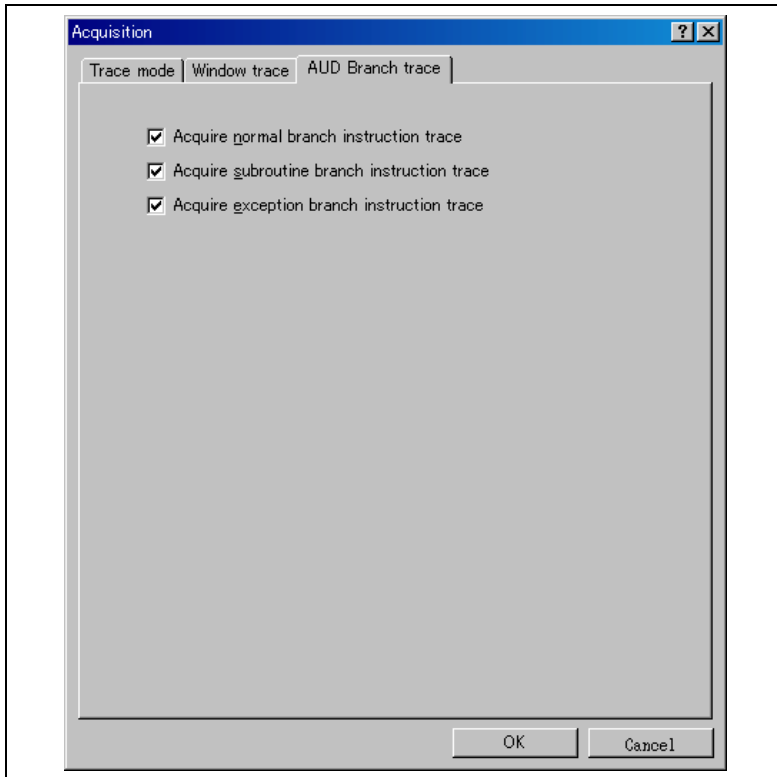 Acquisition
Trace mode Window trace AUD Branch trace
Acquire normal branch instruction trace
Acquire subroutine branch instruction trace
Acquire exception branch instruction trace
OK Cancel